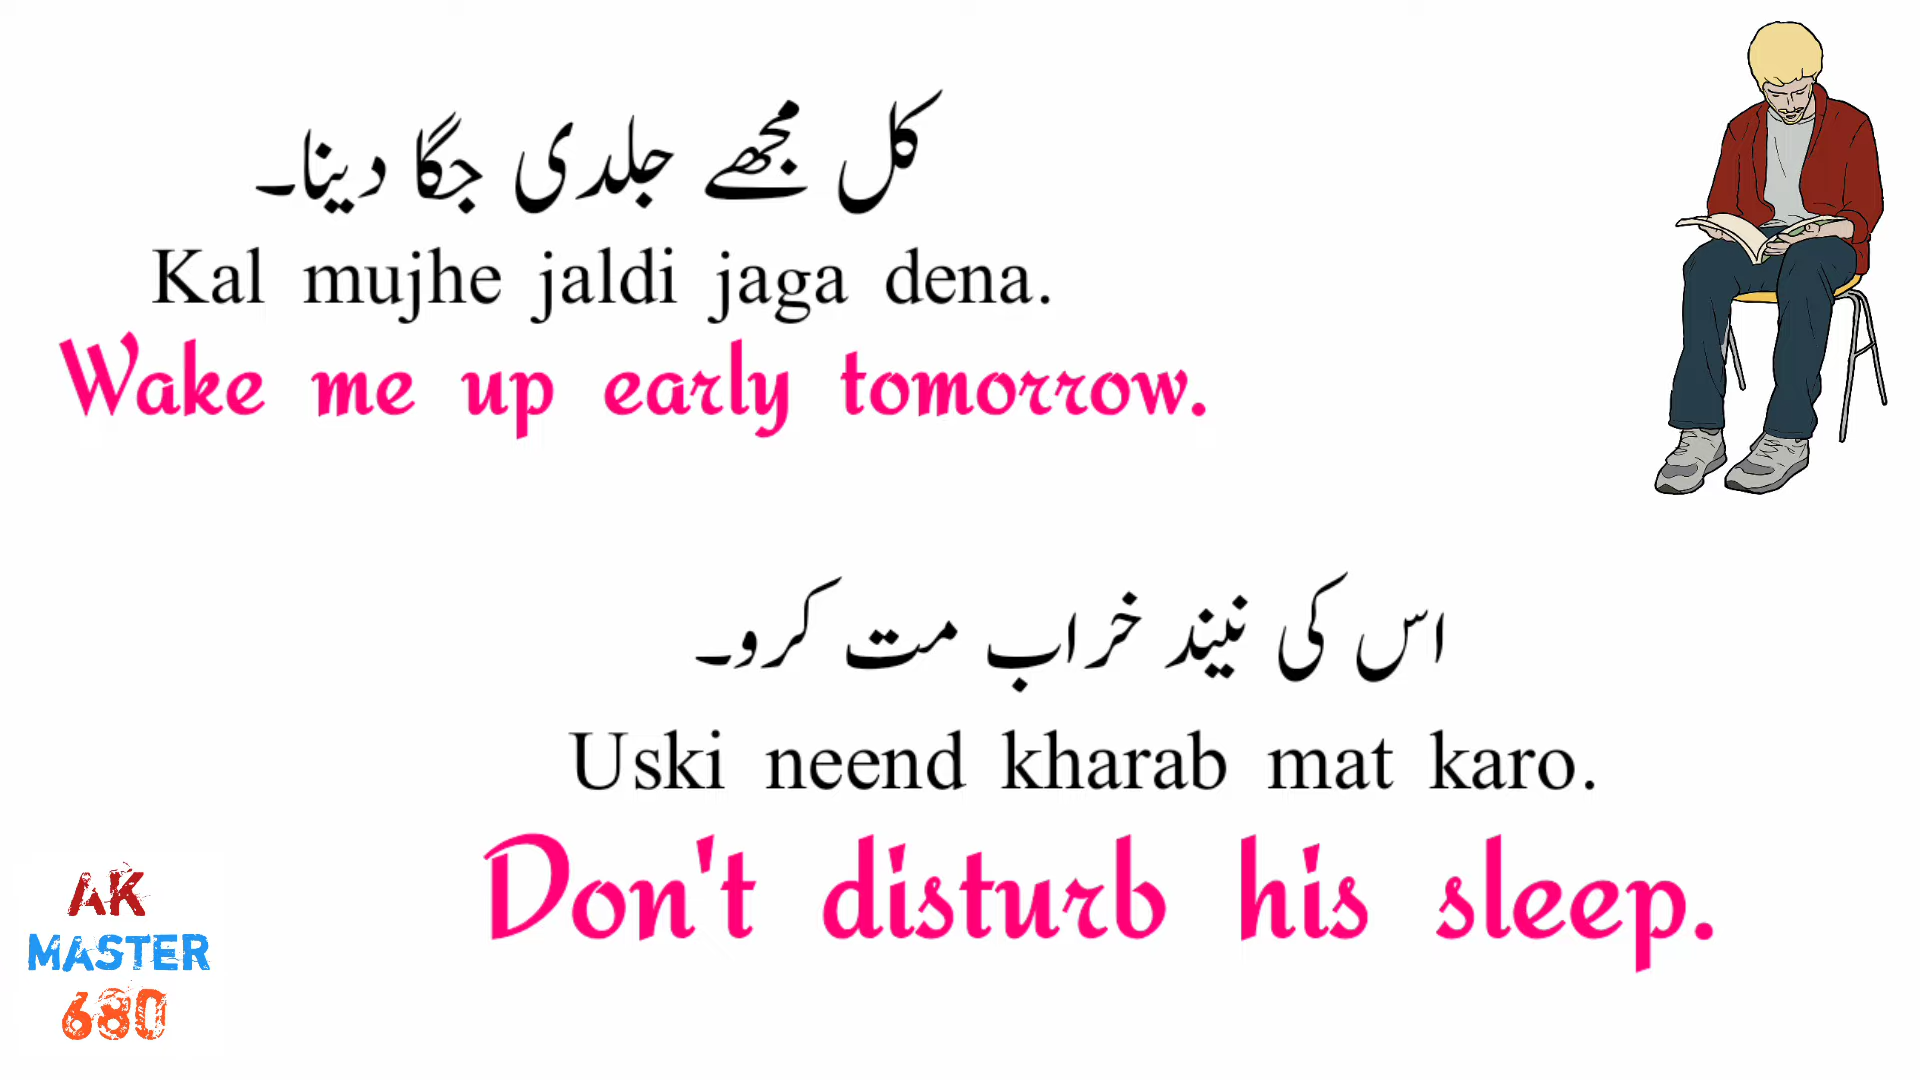 کل مجھے جلدی جگا دینا۔
Kal mujhe jaldi jaga dena.
Wake me up early tomorrow.
اس کی نیند خراب مت کرو۔
Uski neend kharab mat karo.
Don't disturb his sleep.
AK
MASTER
680